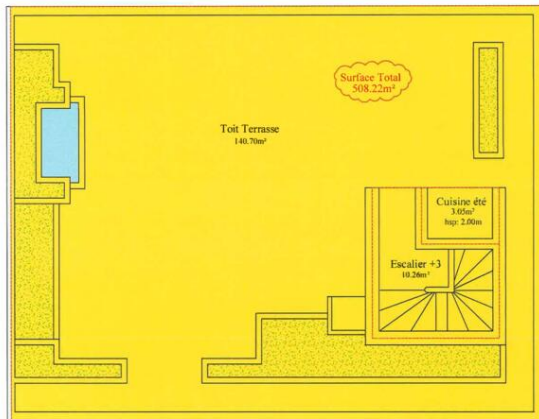 Surface Total
508.22m²
Toit Terrasse
140.70m²
Cuisine été
3.05m²
hsp: 2.00m
Escalier +3
10.26m²